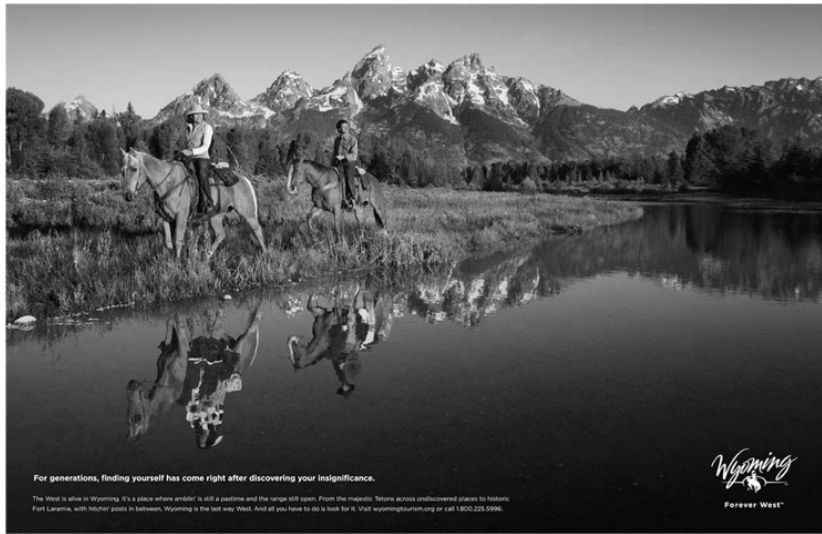 For generations, finding yourself has come right after discovering your insignificance.
The West is alive in Wyoming. It's a place where amblin' is still a pastime and the range still open. From the majestic Tetons across undiscovered places to historic
Fort Laramie, with hitchin' posts in between, Wyoming is the last way West. And all you have to do is look for it. Visit wyomingtourism.org or call 1.800.225.5996.
Wyoming
Forever West™